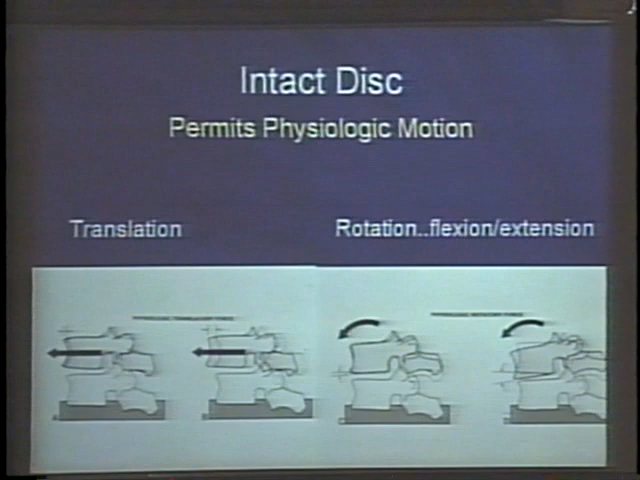 Intact Disc
Permits Physiologic Motion
Translation
Rotation..flexion/extension